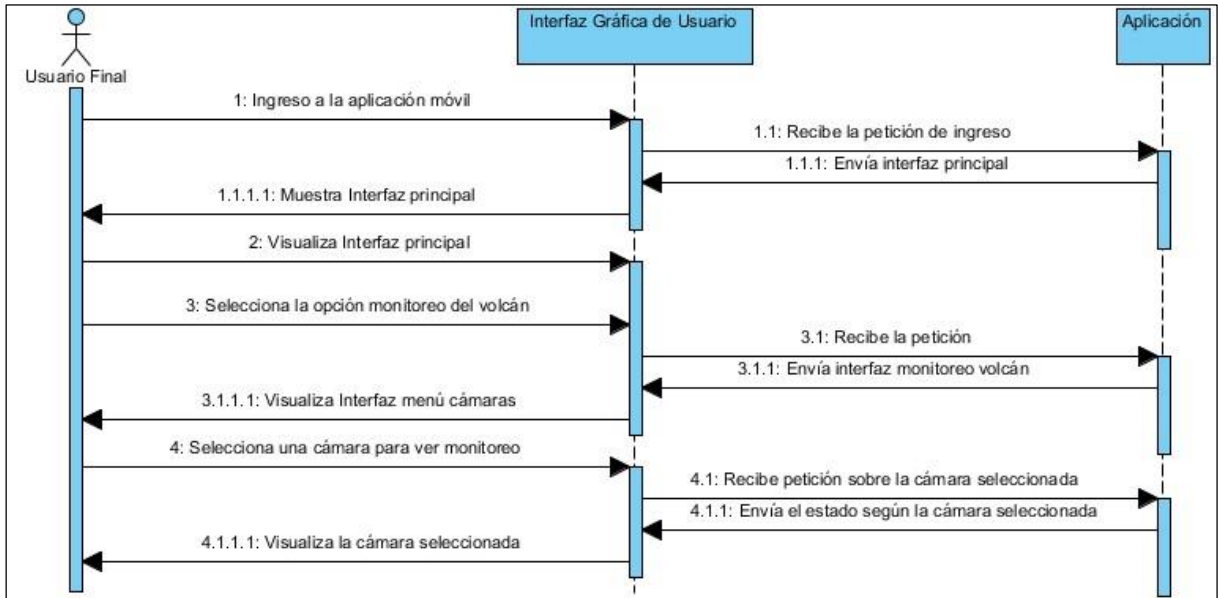 Usuario Final
Interfaz Gráfica de Usuario
Aplicación
1: Ingreso a la aplicación móvil
1.1: Recibe la petición de ingreso
1.1.1: Envía interfaz principal
1.1.1.1: Muestra Interfaz principal
2: Visualiza Interfaz principal
3: Selecciona la opción monitoreo del volcán
3.1: Recibe la petición
3.1.1: Envía interfaz monitoreo volcán
3.1.1.1: Visualiza Interfaz menú cámaras
4: Selecciona una cámara para ver monitoreo
4.1: Recibe petición sobre la cámara seleccionada
4.1.1: Envía el estado según la cámara seleccionada
4.1.1.1: Visualiza la cámara seleccionada